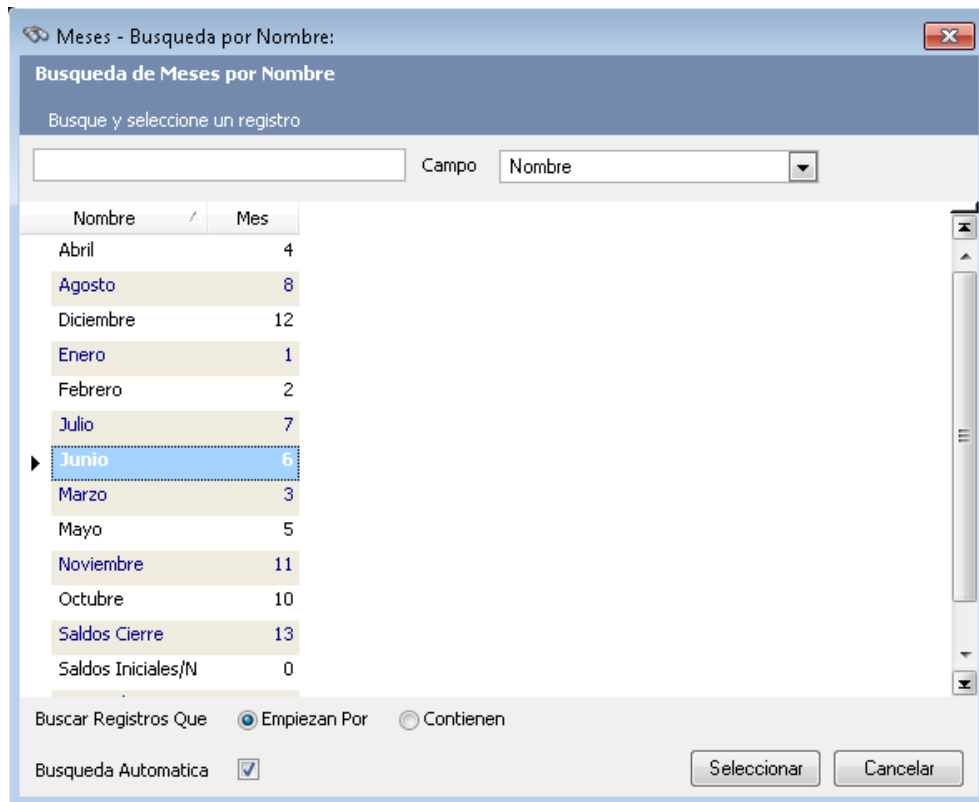 Meses - Busqueda por Nombre:
Busqueda de Meses por Nombre
Busque y seleccione un registro
Campo Nombre
Nombre Mes
Abril 4
Agosto 8
Diciembre 12
Enero 1
Febrero 2
Julio 7
Junio 6
Marzo 3
Mayo 5
Noviembre 11
Octubre 10
Saldos Cierre 13
Saldos Iniciales/N 0
Buscar Registros Que Empiezan Por Contienen
Busqueda Automatica Seleccionar Cancelar